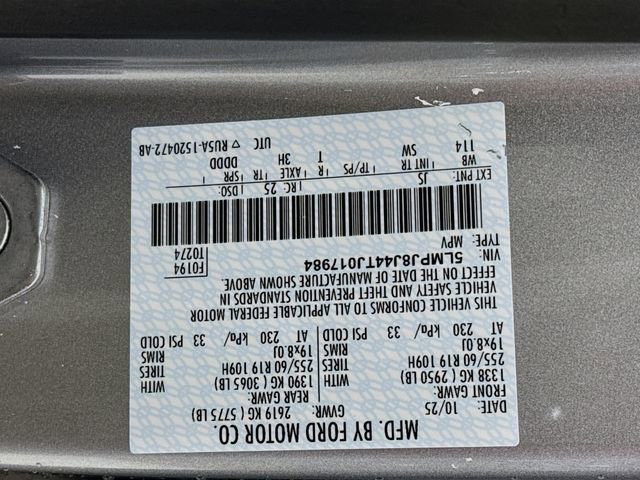 MFD. BY FORD MOTOR CO.
DATE: 10/25 GVWR: 2619 KG ( 5775 LB)
FRONT GAWR: REAR GAWR:
1338 KG ( 2950 LB) 1390 KG ( 3065 LB)
255/60 R19 109H WITH 255/60 R19 109H WITH
19x8.0J RIMS 19x8.0J RIMS
AT 230 kPa/ 33 PSI COLD AT 230 kPa/ 33 PSI COLD
THIS VEHICLE CONFORMS TO ALL APPLICABLE FEDERAL MOTOR
VEHICLE SAFETY AND THEFT PREVENTION STANDARDS IN
EFFECT ON THE DATE OF MANUFACTURE SHOWN ABOVE.
VIN: 5LMPJ8J44TJ017984 F0194
TYPE: MPV T0274
EXT PNT: JS RC: 25 DSO:
WB INT TR TP/PS R AXLE TR SPR
114 SW T 3H DDDD
UTC ▽ RU5A-1520472-AB